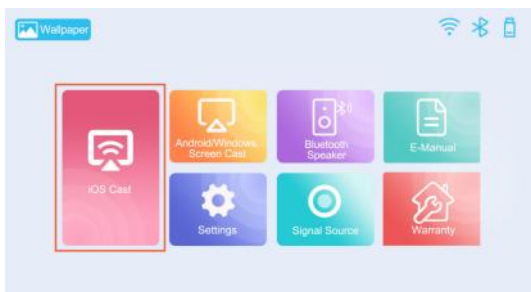 Wallpaper
iOS Cast
Android/Windows
Screen Cast
Bluetooth
Speaker
E-Manual
Settings
Signal Source
Warranty